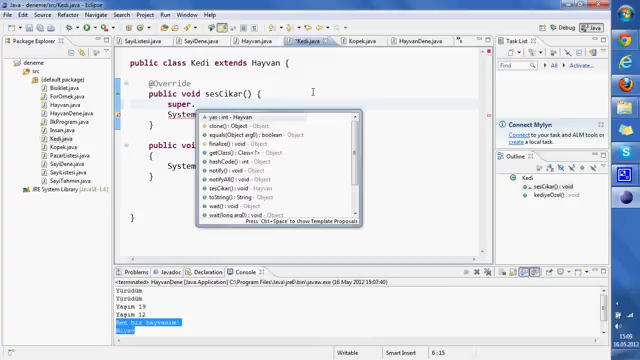 Java - deneme/src/Kedi.java - Eclipse
File Edit Source Refactor Navigate Search Project Run Window Help
Debug Java
Package Explorer
SayiListesi.java
SayiDene.java
*Kedi.java
Kopek.java
HayvanDene.java
Task List
deneme
src
(default package)
Bisiklet.java
ForOrnek.java
Hayvan.java
HayvanDene.java
IlkProgram.java
Insan.java
Kedi.java
Kopek.java
PazarListesi.java
SayiDene.java
SayiListesi.java
SayiTahmin.java
JRE System Library [JavaSE-1.6]
public class Kedi extends Hayvan {
@Override
public void sesCikar() {
super.
System
}
public vo
{
System
}
}
yas : int - Hayvan
clone() : Object - Object
equals(Object arg0) : boolean - Object
finalize() : void - Object
getClass() : Class<?> - Object
hashCode() : int - Object
notify() : void - Object
notifyAll() : void - Object
sesCikar() : void - Hayvan
toString() : String - Object
wait() : void - Object
wait(long arg0) : void - Object
Press 'Ctrl+Space' to show Template Proposals
Find
All
Connect Mylyn
Connect to your task and ALM tools or
create a local task.
Outline
Kedi
sesCikar() : void
kediyeOzel() : void
Problems Javadoc Declaration Console
<terminated> HayvanDene [Java Application] C:\Program Files\Java\jre6\bin\javaw.exe (16 May 2012 15:07:40)
Yürüdüm
Yürüdüm
Yaşım 19
Yaşım 12
Ben bir hayvanım!
Miyav
Writable
Smart Insert
6 : 15
16.05.2012